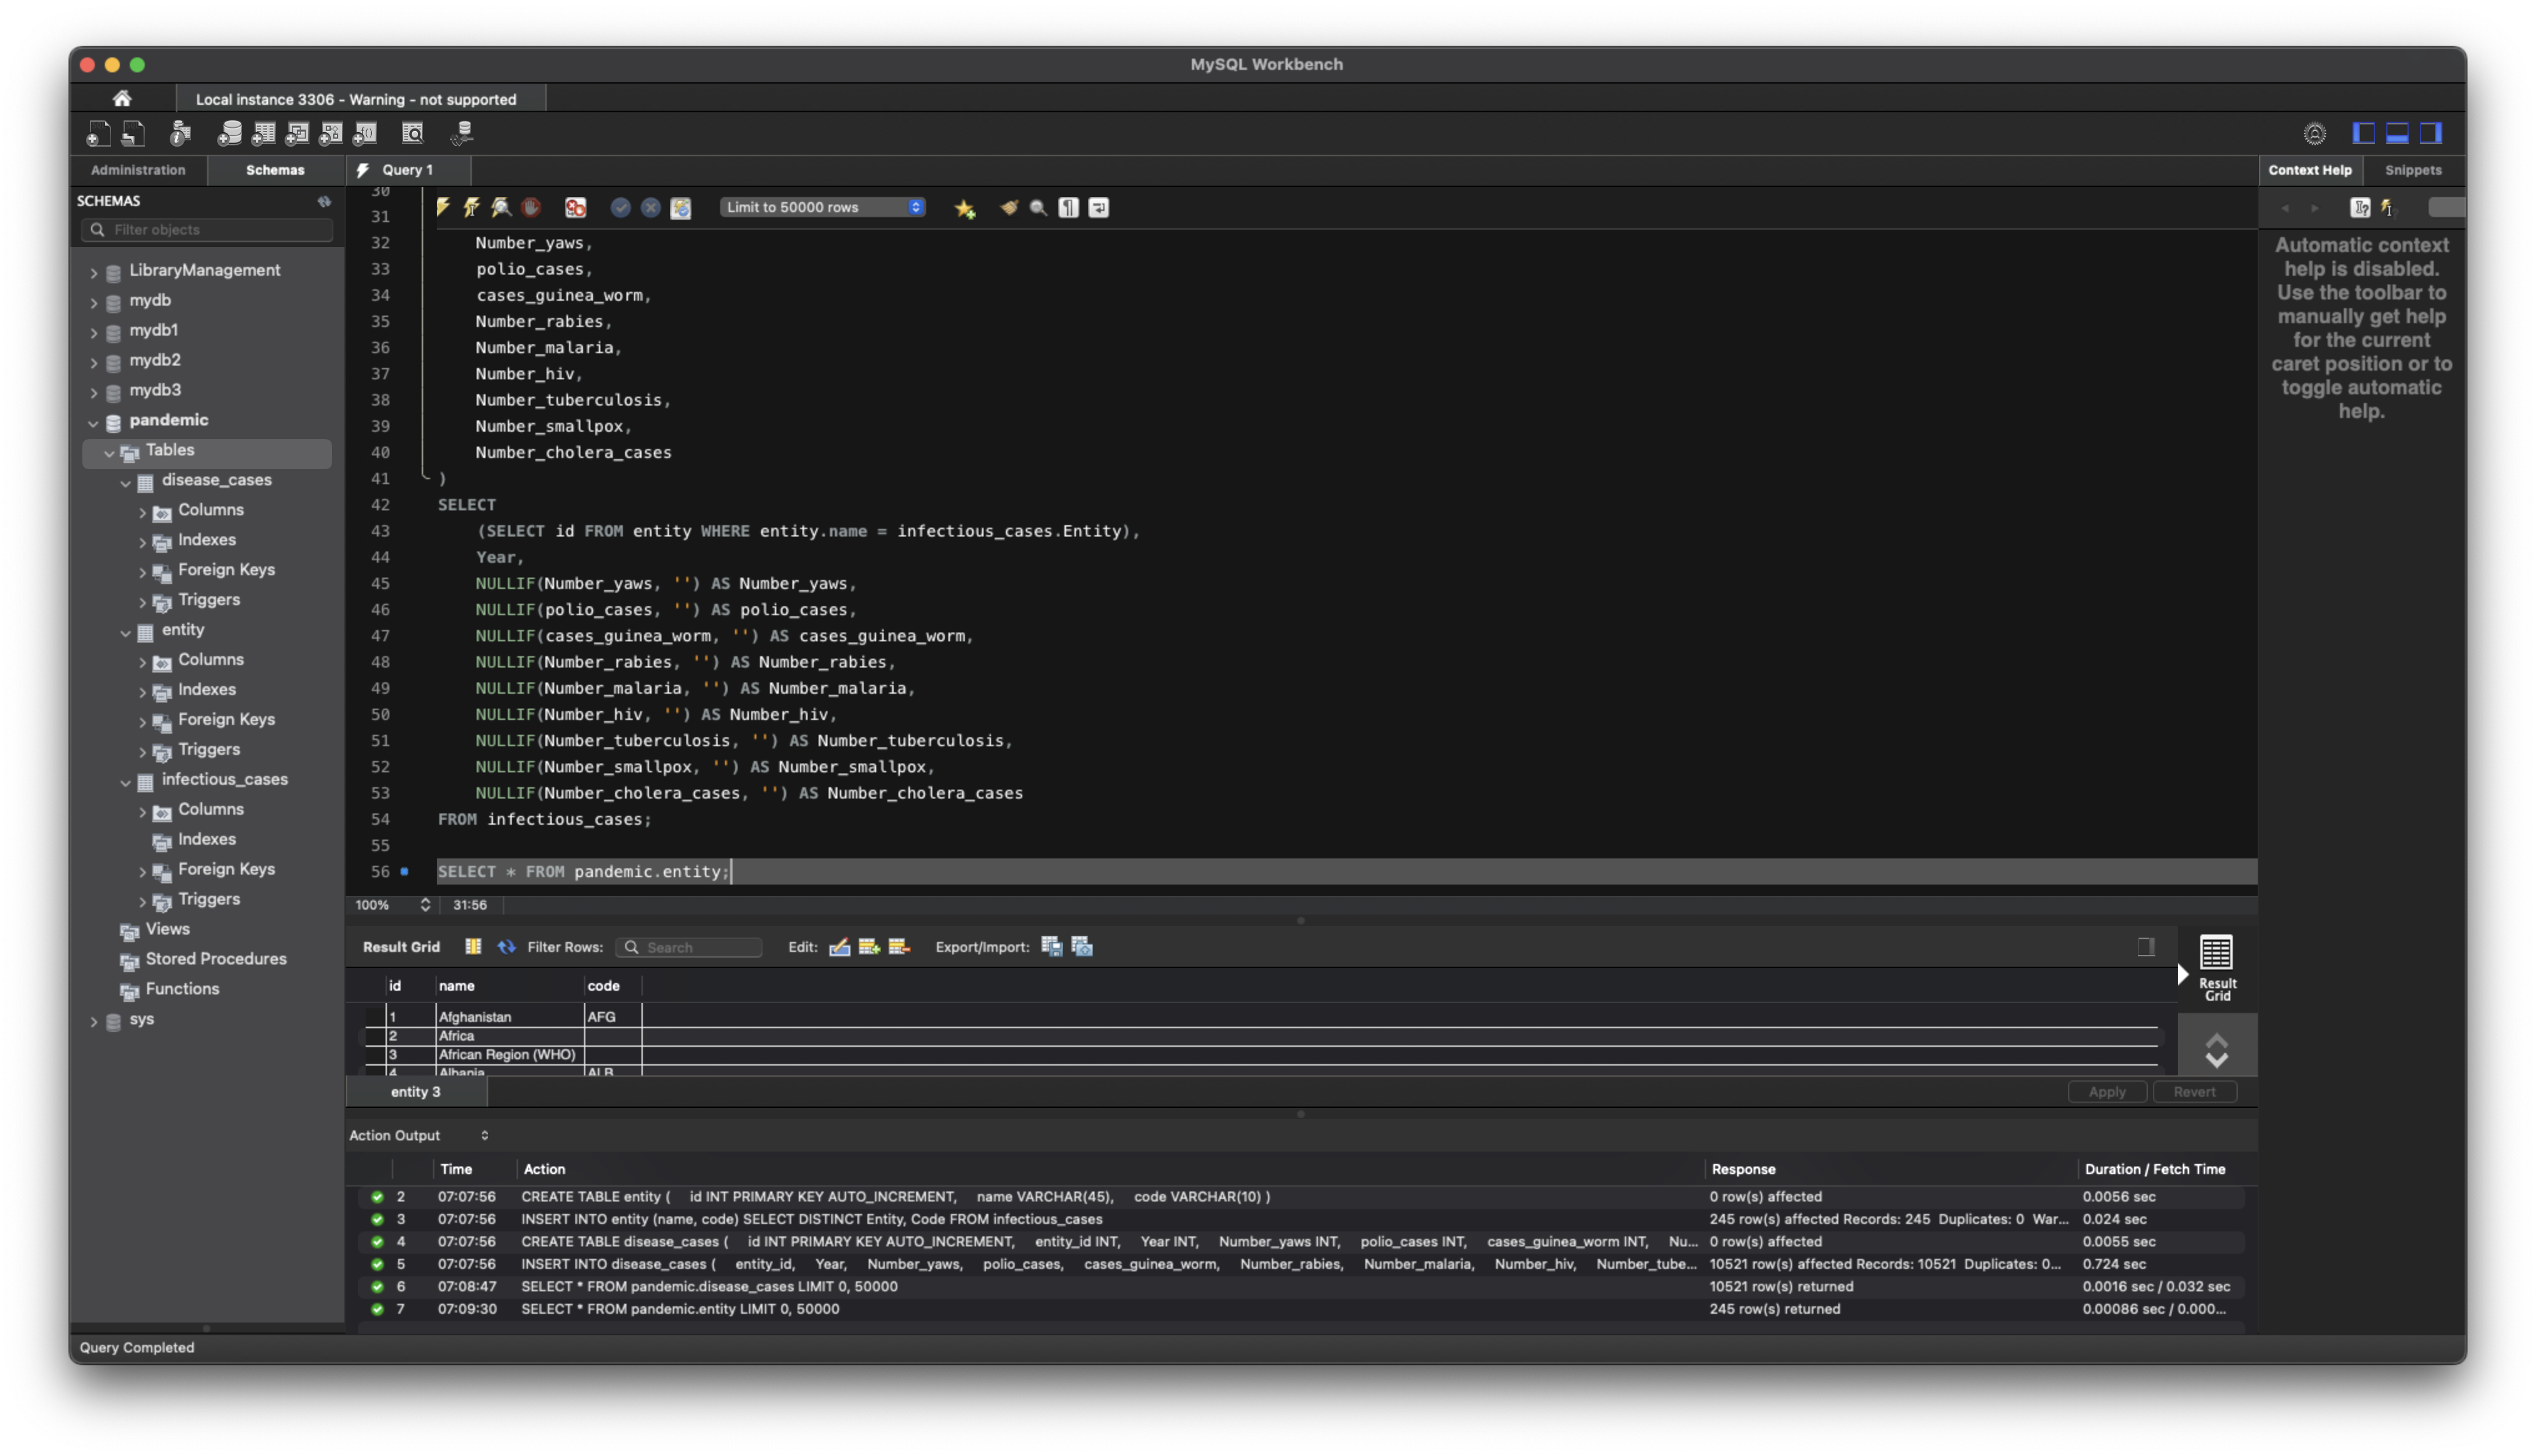 MySQL Workbench
Local instance 3306 - Warning - not supported
Administration
Schemas
Query 1
Context Help
Snippets
SCHEMAS
Filter objects
LibraryManagement
mydb
mydb1
mydb2
mydb3
pandemic
Tables
disease_cases
Columns
Indexes
Foreign Keys
Triggers
entity
Columns
Indexes
Foreign Keys
Triggers
infectious_cases
Columns
Indexes
Foreign Keys
Triggers
Views
Stored Procedures
Functions
sys
Limit to 50000 rows
30
31
32 Number_yaws,
33 polio_cases,
34 cases_guinea_worm,
35 Number_rabies,
36 Number_malaria,
37 Number_hiv,
38 Number_tuberculosis,
39 Number_smallpox,
40 Number_cholera_cases
41 )
42 SELECT
43 (SELECT id FROM entity WHERE entity.name = infectious_cases.Entity),
44 Year,
45 NULLIF(Number_yaws, '') AS Number_yaws,
46 NULLIF(polio_cases, '') AS polio_cases,
47 NULLIF(cases_guinea_worm, '') AS cases_guinea_worm,
48 NULLIF(Number_rabies, '') AS Number_rabies,
49 NULLIF(Number_malaria, '') AS Number_malaria,
50 NULLIF(Number_hiv, '') AS Number_hiv,
51 NULLIF(Number_tuberculosis, '') AS Number_tuberculosis,
52 NULLIF(Number_smallpox, '') AS Number_smallpox,
53 NULLIF(Number_cholera_cases, '') AS Number_cholera_cases
54 FROM infectious_cases;
55
56 SELECT * FROM pandemic.entity;
100% 31:56
Automatic context
help is disabled.
Use the toolbar to
manually get help
for the current
caret position or to
toggle automatic
help.
Result Grid Filter Rows: Search Edit: Export/Import:
Result
Grid
id name code
1 Afghanistan AFG
2 Africa
3 African Region (WHO)
4 Albania ALB
entity 3
Apply Revert
Action Output
Time Action Response Duration / Fetch Time
2 07:07:56 CREATE TABLE entity ( id INT PRIMARY KEY AUTO_INCREMENT, name VARCHAR(45), code VARCHAR(10) ) 0 row(s) affected 0.0056 sec
3 07:07:56 INSERT INTO entity (name, code) SELECT DISTINCT Entity, Code FROM infectious_cases 245 row(s) affected Records: 245 Duplicates: 0 War... 0.024 sec
4 07:07:56 CREATE TABLE disease_cases ( id INT PRIMARY KEY AUTO_INCREMENT, entity_id INT, Year INT, Number_yaws INT, polio_cases INT, cases_guinea_worm INT, Nu... 0 row(s) affected 0.0055 sec
5 07:07:56 INSERT INTO disease_cases ( entity_id, Year, Number_yaws, polio_cases, cases_guinea_worm, Number_rabies, Number_malaria, Number_hiv, Number_tube... 10521 row(s) affected Records: 10521 Duplicates: 0... 0.724 sec
6 07:08:47 SELECT * FROM pandemic.disease_cases LIMIT 0, 50000 10521 row(s) returned 0.0016 sec / 0.032 sec
7 07:09:30 SELECT * FROM pandemic.entity LIMIT 0, 50000 245 row(s) returned 0.00086 sec / 0.000...
Query Completed